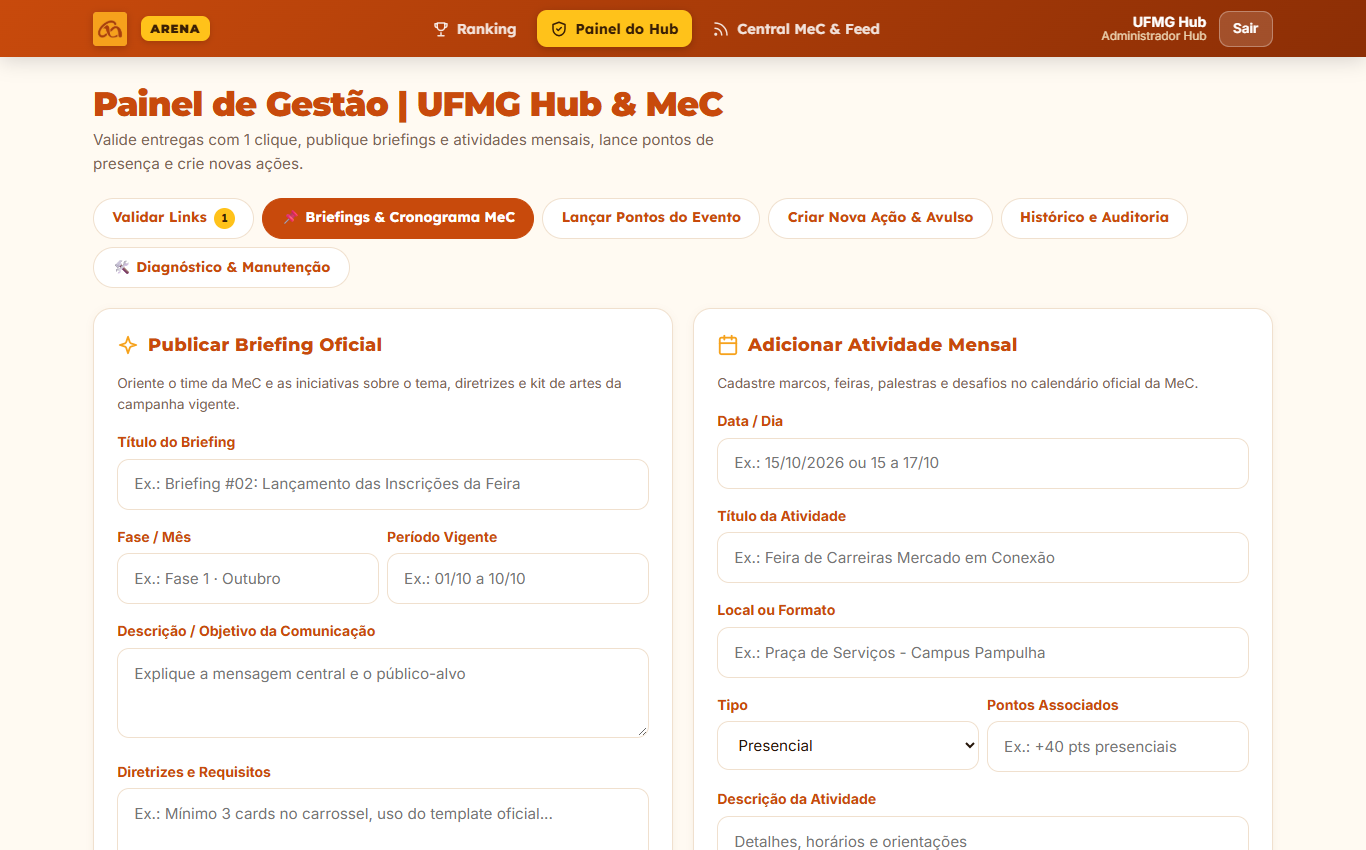 ARENA
Ranking
Painel do Hub
Central MeC & Feed
UFMG Hub
Administrador Hub
Sair
Painel de Gestão | UFMG Hub & MeC
Valide entregas com 1 clique, publique briefings e atividades mensais, lance pontos de
presença e crie novas ações.
Validar Links 1
Briefings & Cronograma MeC
Lançar Pontos do Evento
Criar Nova Ação & Avulso
Histórico e Auditoria
Diagnóstico & Manutenção
Publicar Briefing Oficial
Oriente o time da MeC e as iniciativas sobre o tema, diretrizes e kit de artes da
campanha vigente.
Título do Briefing
Ex.: Briefing #02: Lançamento das Inscrições da Feira
Fase / Mês
Período Vigente
Ex.: Fase 1 · Outubro
Ex.: 01/10 a 10/10
Descrição / Objetivo da Comunicação
Explique a mensagem central e o público-alvo
Diretrizes e Requisitos
Ex.: Mínimo 3 cards no carrossel, uso do template oficial...
Adicionar Atividade Mensal
Cadastre marcos, feiras, palestras e desafios no calendário oficial da MeC.
Data / Dia
Ex.: 15/10/2026 ou 15 a 17/10
Título da Atividade
Ex.: Feira de Carreiras Mercado em Conexão
Local ou Formato
Ex.: Praça de Serviços - Campus Pampulha
Tipo
Pontos Associados
Presencial
Ex.: +40 pts presenciais
Descrição da Atividade
Detalhes, horários e orientações